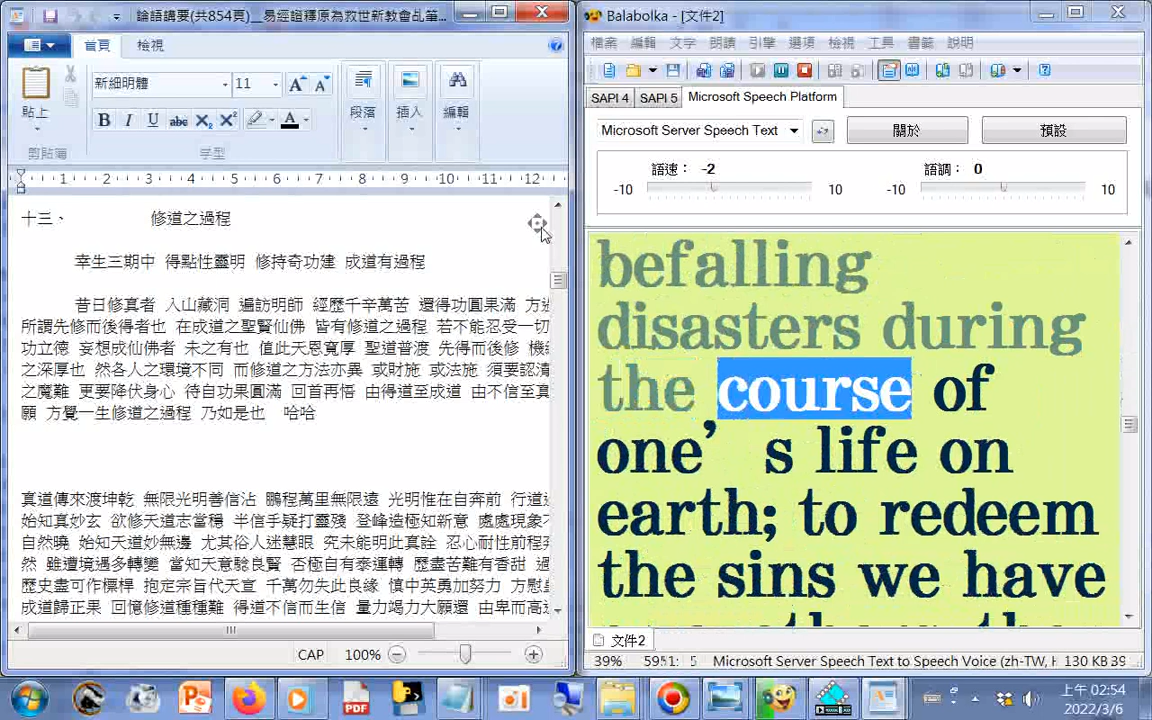 論語講要(共854頁)__易經證釋原為救世新教會乩筆...
首頁 檢視
新細明體 11
貼上
段落 插入 編輯
剪貼簿 字型
1 2 3 4 5 6 7 8 9 10 11 12
十三、 修道之過程
幸生三期中 得點性靈明 修持奇功建 成道有過程
昔日修真者 入山藏洞 遍訪明師 經歷千辛萬苦 還得功圓果滿 方
所謂先修而後得者也 在成道之聖賢仙佛 皆有修道之過程 若不能忍受一切
功立德 妄想成仙佛者 未之有也 值此天恩寬厚 聖道普渡 先得而後修 機
之深厚也 然各人之環境不同 而修道之方法亦異 或財施 或法施 須要認清
之魔難 更要降伏身心 待自功果圓滿 回首再悟 由得道至成道 由不信至真
願 方覺一生修道之過程 乃如是也 哈哈
真道傳來渡坤乾 無限光明善信沾 鵬程萬里無限遠 光明惟在自奔前 行道
始知真妙玄 欲修天道志當穩 半信半疑打靈殘 登峰造極知新意 處處現象
自然曉 始知天道妙無邊 尤其俗人迷慧眼 究未能明此真詮 忍心耐性前程
然 雖遭境遇多轉變 當知天意驗良賢 否極自有泰運轉 歷盡苦難有香甜 過
歷史盡可作標桿 抱定宗旨代天宣 千萬勿失此良緣 慎中英勇加努力 方慰
成道歸正果 回憶修道種種難 得道不信而生信 量力竭力大願還 由卑而高
CAP 100%
Balabolka - [文件2]
檔案 編輯 文字 朗讀 引擎 選項 檢視 工具 書籤 說明
SAPI 4 SAPI 5 Microsoft Speech Platform
Microsoft Server Speech Text 關於 預設
語速： -2 語調： 0
-10 10 -10 10
befalling
disasters during
the course of
one’s life on
earth; to redeem
the sins we have
文件2
39% Microsoft Server Speech Text to Speech Voice (zh-TW, H 130 KB
上午 02:54
2022/3/6